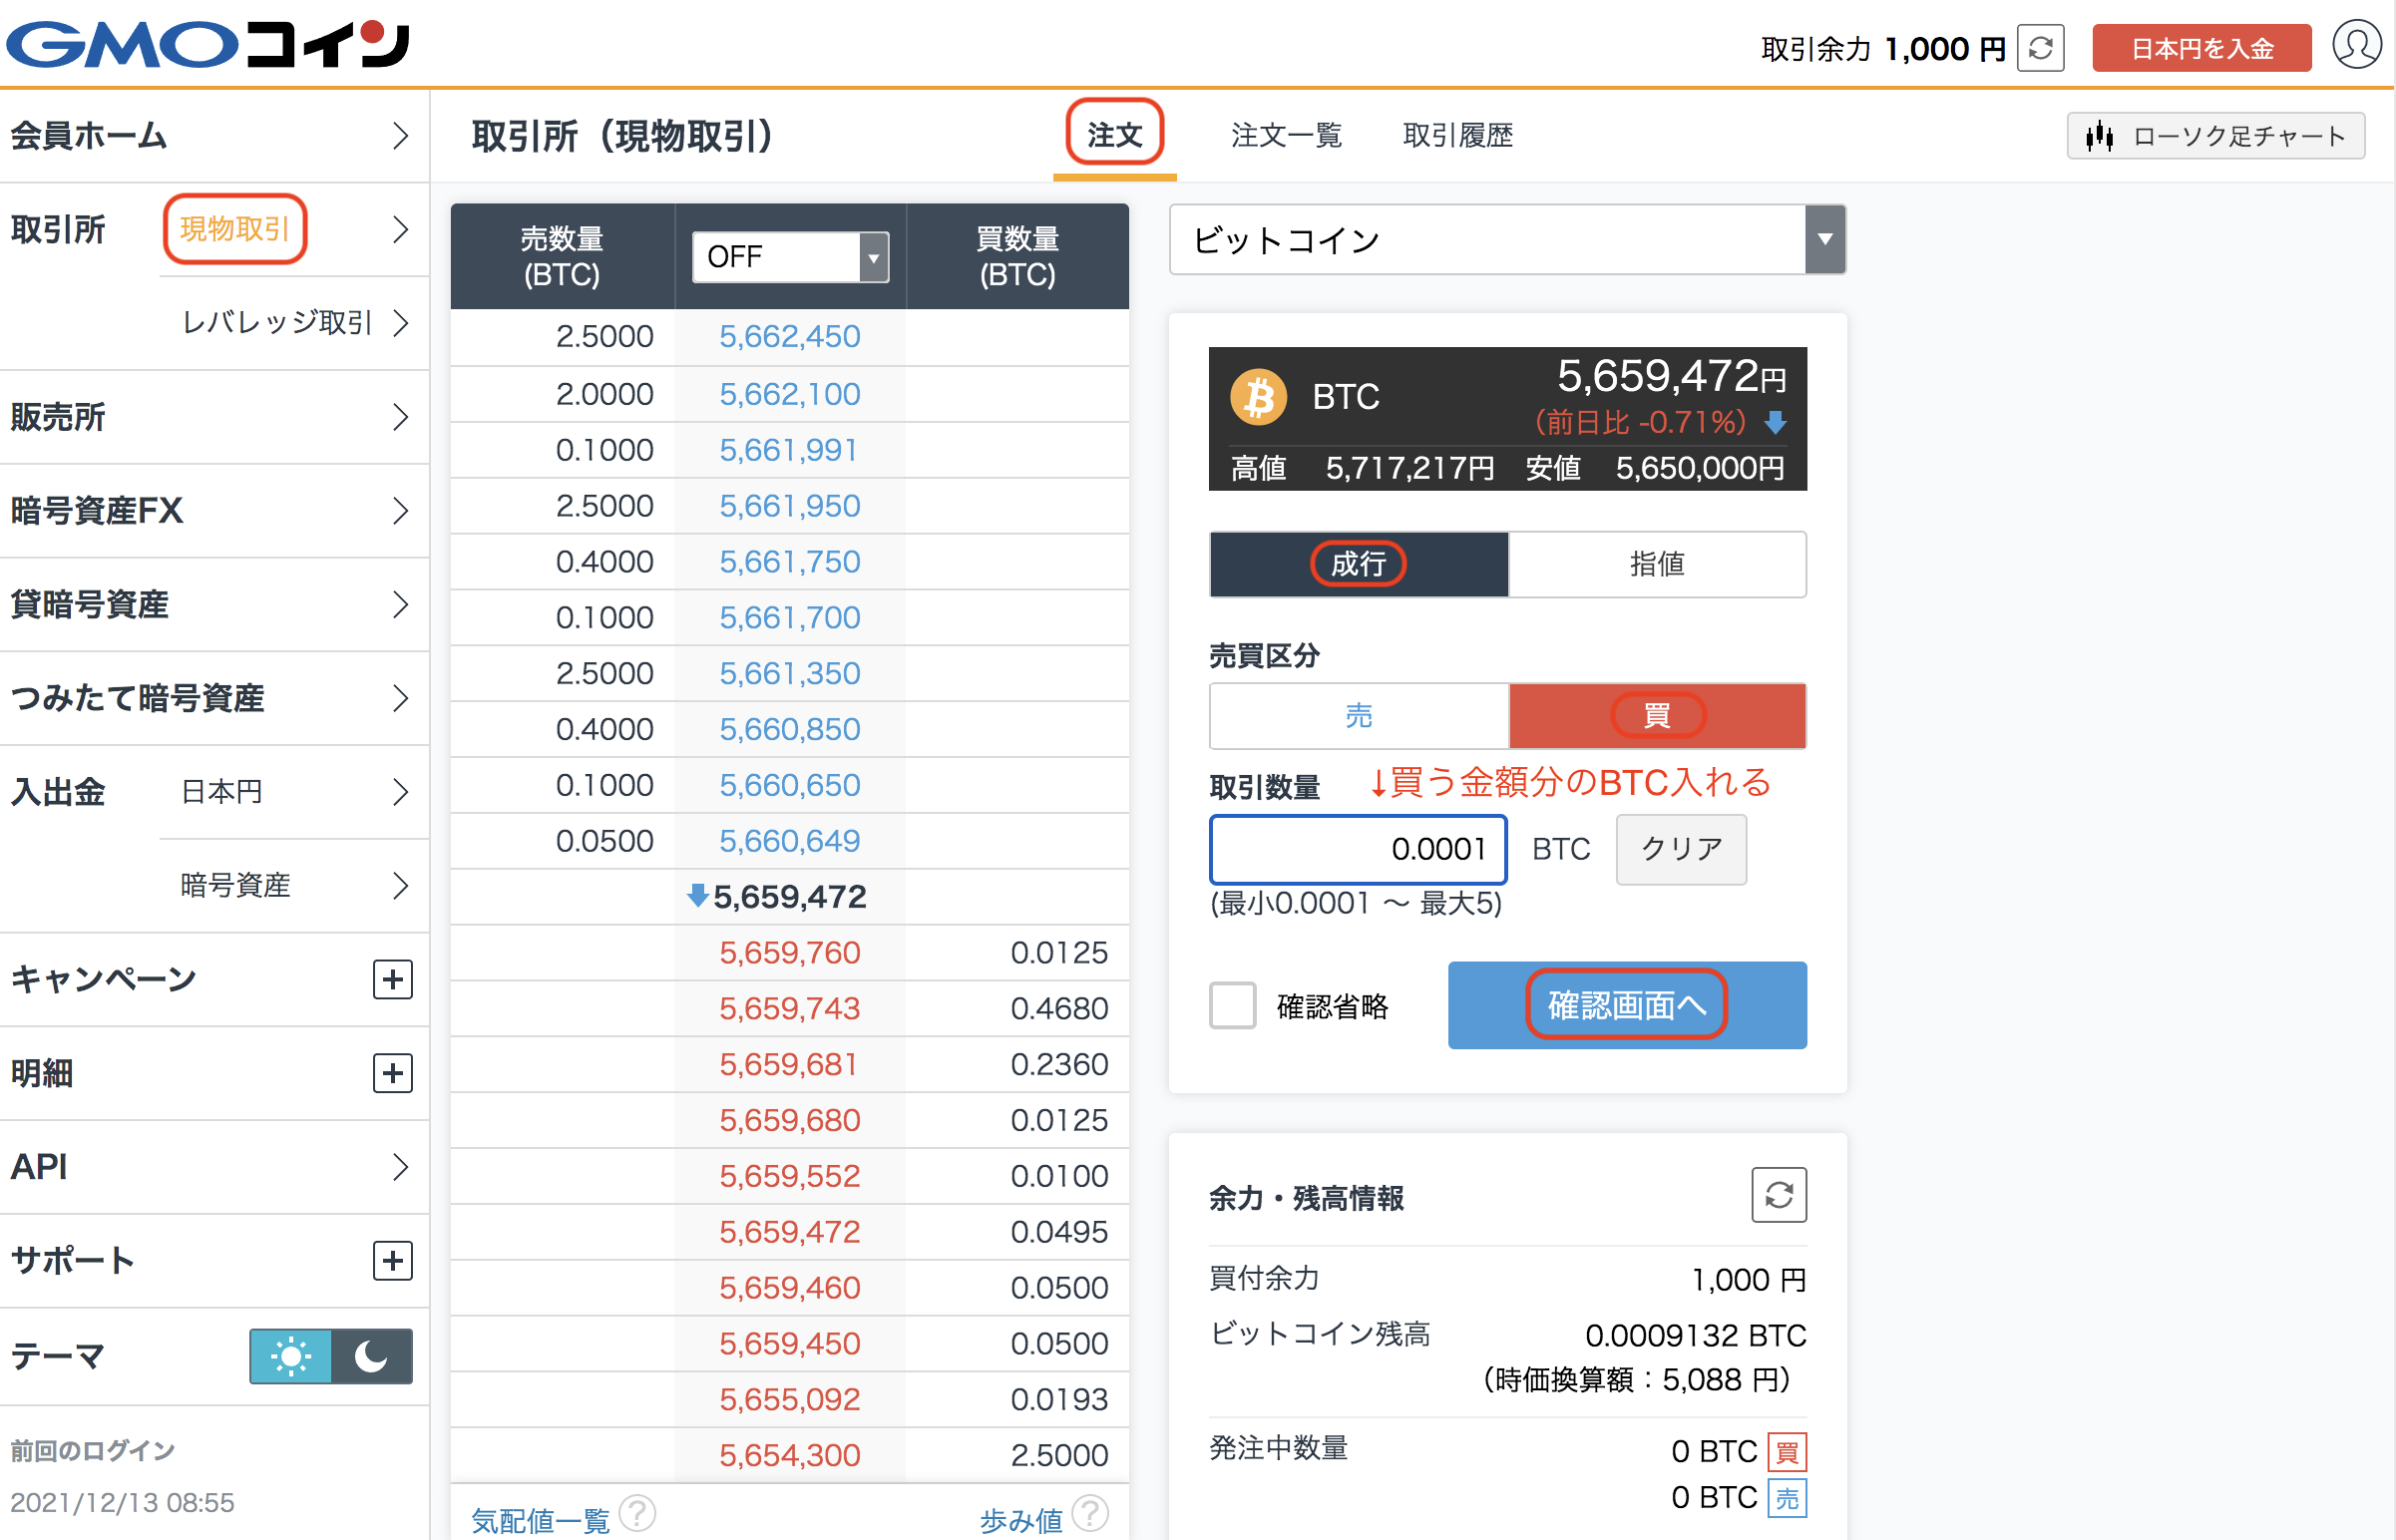 GMOコイン
取引余力 1,000 円
日本円を入金
会員ホーム
取引所 現物取引
レバレッジ取引
販売所
暗号資産FX
貸暗号資産
つみたて暗号資産
入出金 日本円
暗号資産
キャンペーン
明細
API
サポート
テーマ
前回のログイン
2021/12/13 08:55
取引所（現物取引）
注文 注文一覧 取引履歴
ローソク足チャート
売数量 (BTC) OFF 買数量 (BTC)
2.5000 5,662,450
2.0000 5,662,100
0.1000 5,661,991
2.5000 5,661,950
0.4000 5,661,750
0.1000 5,661,700
2.5000 5,661,350
0.4000 5,660,850
0.1000 5,660,650
0.0500 5,660,649
5,659,472
5,659,760 0.0125
5,659,743 0.4680
5,659,681 0.2360
5,659,680 0.0125
5,659,552 0.0100
5,659,472 0.0495
5,659,460 0.0500
5,659,450 0.0500
5,655,092 0.0193
5,654,300 2.5000
気配値一覧 ? 歩み値 ?
ビットコイン
BTC 5,659,472円
（前日比 -0.71%）
高値 5,717,217円 安値 5,650,000円
成行 指値
売買区分
売 買
取引数量 ↓買う金額分のBTC入れる
0.0001 BTC クリア
(最小0.0001 〜 最大5)
確認省略 確認画面へ
余力・残高情報
買付余力 1,000 円
ビットコイン残高 0.0009132 BTC
（時価換算額：5,088 円）
発注中数量 0 BTC 買
0 BTC 売